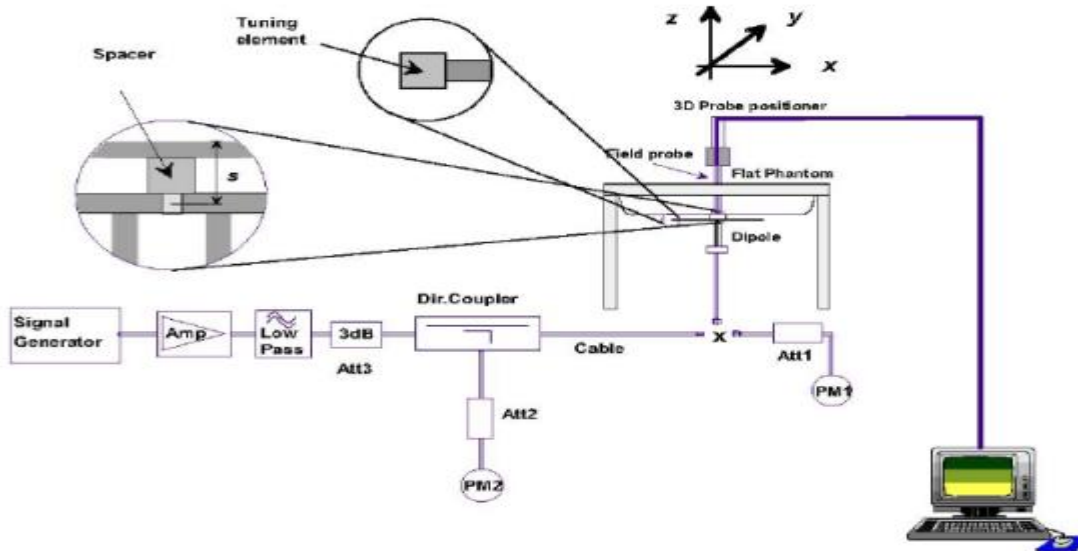 Tuning
element
z
y
x
Spacer
3D Probe positioner
s
Field probe
Flat Phantom
Dipole
Dir.Coupler
Signal
Generator
Amp
Low
Pass
3dB
Att3
Cable
X
Att1
PM1
Att2
PM2